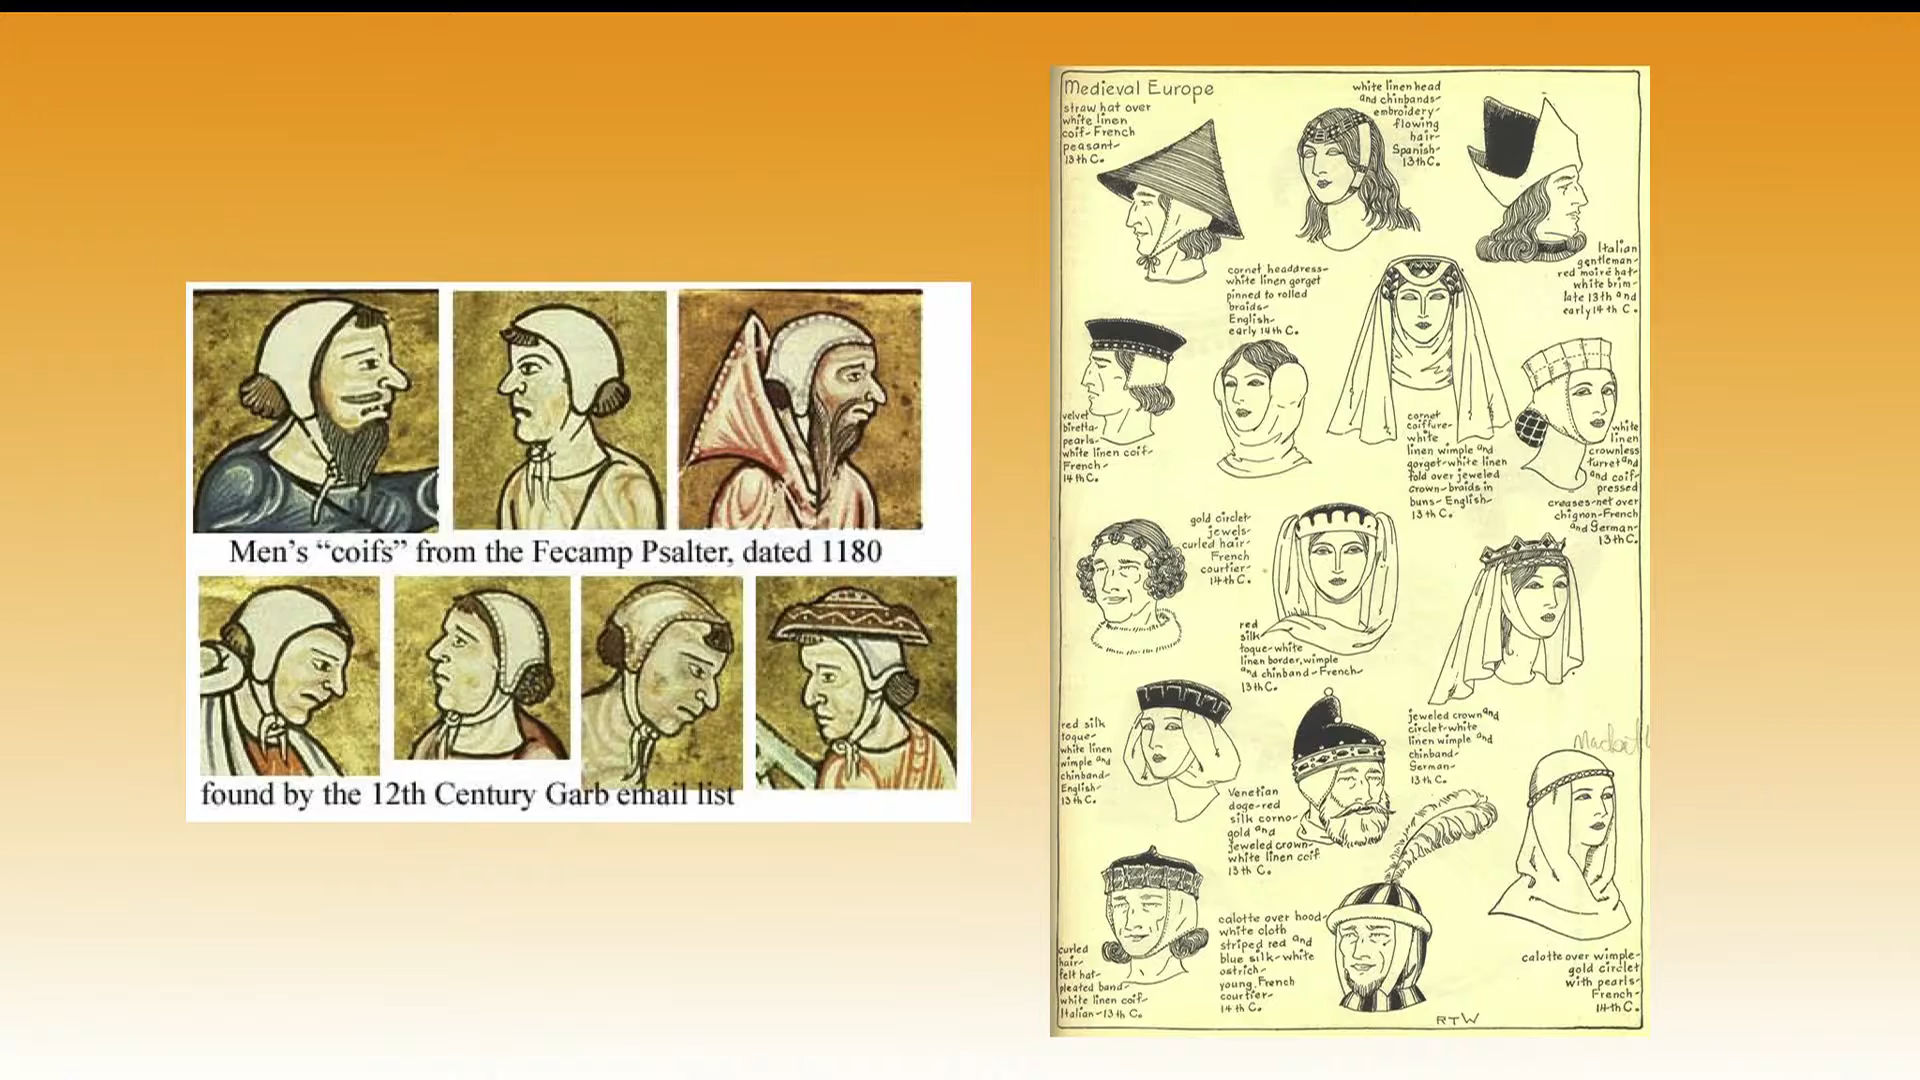 Men's “coifs” from the Fecamp Psalter, dated 1180
found by the 12th Century Garb email list
Medieval Europe
straw hat over
white linen
coif-French
peasant-
13th C.
white linen head
and chinbands-
embroidery-
flowing
hair-
Spanish-
13th C.
Italian
gentleman-
red moiré hat-
white brim-
late 13th and
early 14th C.
cornet headdress-
white linen gorget
pinned to rolled
braids-
English-
early 14th C.
velvet
biretta-
pearls-
white linen coif-
French-
14th C.
cornet
coiffure-
white
linen wimple and
gorget-white linen
fold over jeweled
crown-braids in
buns-English-
13th C.
white
linen
crownless
turret and
and coif-
pressed
creases-net over
chignon-French
and German-
13th C.
gold circlet-
jewels-
curled hair-
French
courtier-
14th C.
red
silk
toque-white
linen border, wimple
and chinband-French-
13th C.
jeweled crown and
circlet-white
linen wimple and
chinband-
German-
13th C.
red silk
toque-
white linen
wimple and
chinband-
English-
13th C.
Venetian
doge-red
silk corno-
gold and
jeweled crown-
white linen coif
13th C.
curled
hair-
felt hat-
pleated band-
white linen coif-
Italian-13th C.
calotte over hood-
white cloth
striped red and
blue silk-white
ostrich-
young French
courtier-
14th C.
calotte over wimple-
gold circlet
with pearls-
French-
14th C.
RTW